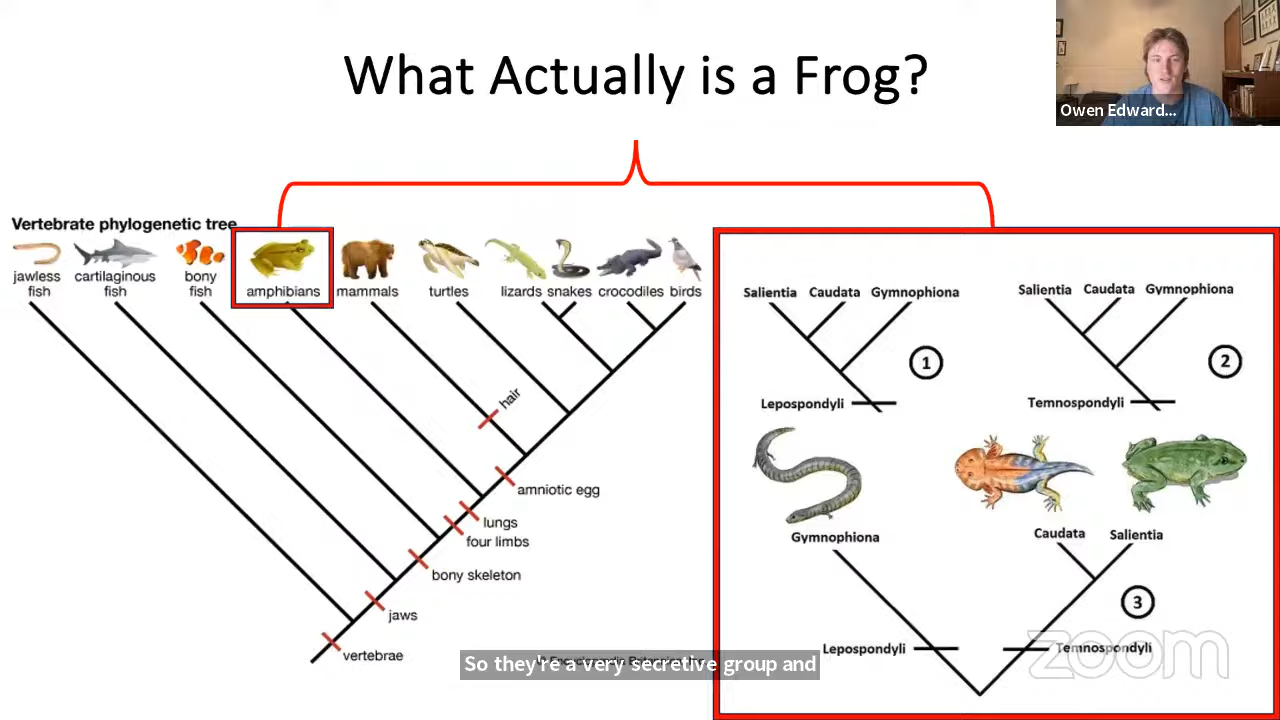 What Actually is a Frog?
Owen Edward...
Vertebrate phylogenetic tree
jawless fish
cartilaginous fish
bony fish
amphibians
mammals
turtles
lizards
snakes
crocodiles
birds
hair
amniotic egg
lungs
four limbs
bony skeleton
jaws
vertebrae
Salientia Caudata Gymnophiona
1
Lepospondyli
Salientia Caudata Gymnophiona
2
Temnospondyli
Gymnophiona
Caudata Salientia
3
Lepospondyli
Temnospondyli
zoom
So they're a very secretive group and